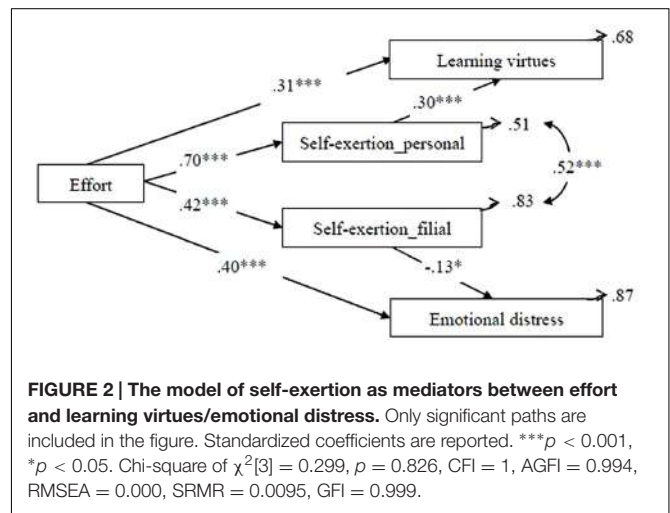 .68
Learning virtues
.31***
.30***
.51
Self-exertion_personal
.70***
.52***
Effort
.83
.42***
Self-exertion_filial
.40***
-.13*
.87
Emotional distress
FIGURE 2 | The model of self-exertion as mediators between effort
and learning virtues/emotional distress. Only significant paths are
included in the figure. Standardized coefficients are reported. ***p < 0.001,
*p < 0.05. Chi-square of χ²[3] = 0.299, p = 0.826, CFI = 1, AGFI = 0.994,
RMSEA = 0.000, SRMR = 0.0095, GFI = 0.999.